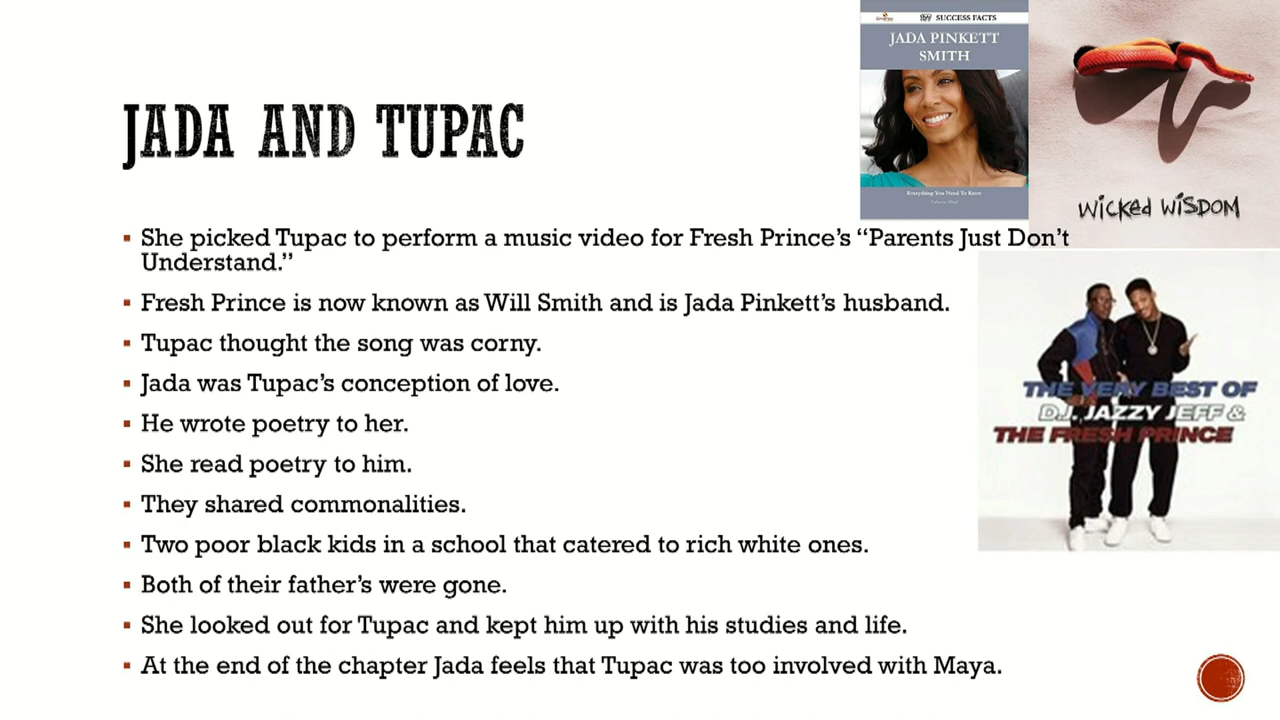 JADA AND TUPAC
SUCCESS FACTS
JADA PINKETT
SMITH
Everything You Need To Know
WICKED WISDOM
▪ She picked Tupac to perform a music video for Fresh Prince’s “Parents Just Don’t
Understand.”
▪ Fresh Prince is now known as Will Smith and is Jada Pinkett’s husband.
▪ Tupac thought the song was corny.
▪ Jada was Tupac’s conception of love.
▪ He wrote poetry to her.
▪ She read poetry to him.
▪ They shared commonalities.
▪ Two poor black kids in a school that catered to rich white ones.
▪ Both of their father’s were gone.
▪ She looked out for Tupac and kept him up with his studies and life.
▪ At the end of the chapter Jada feels that Tupac was too involved with Maya.
THE VERY BEST OF
D.J. JAZZY JEFF &
THE FRESH PRINCE